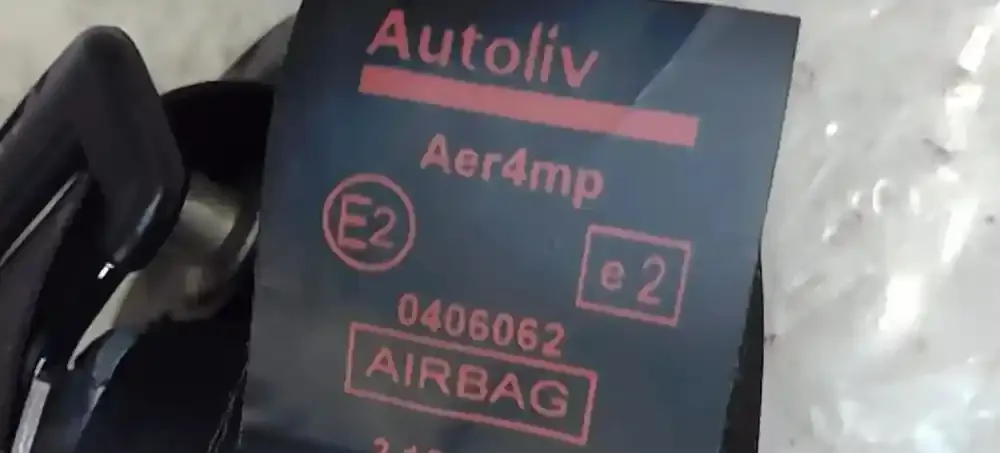 Autoliv
Aer4mp
E2
e 2
0406062
AIRBAG